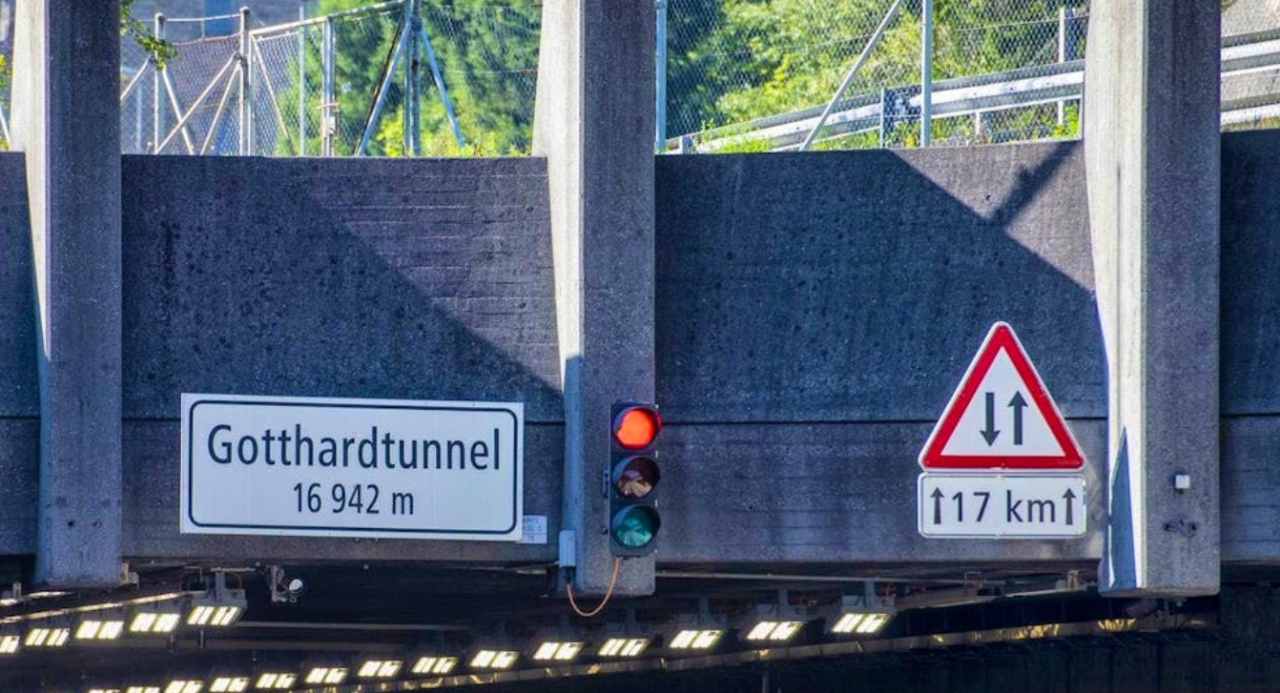 Gotthardtunnel
16 942 m
↑17 km↑